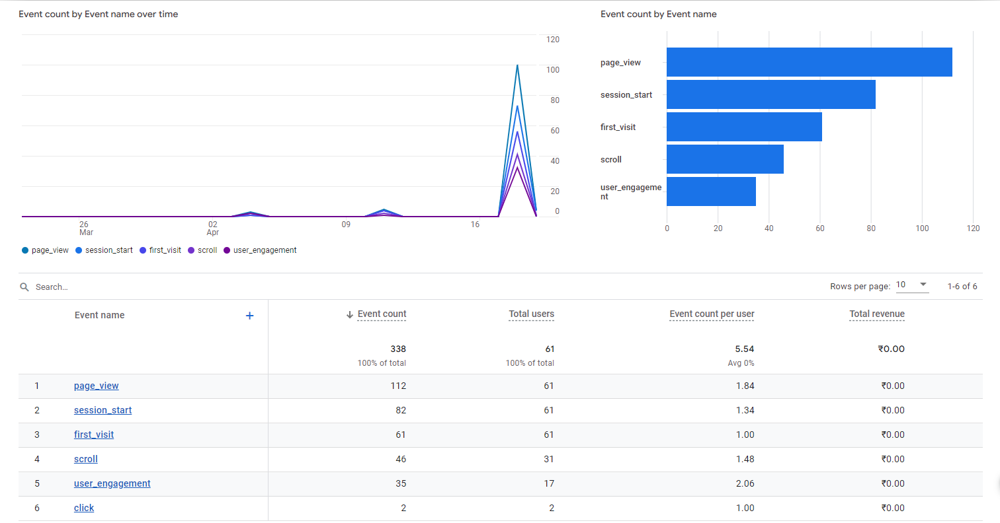 Event count by Event name over time
120
100
80
60
40
20
0
26
Mar
02
Apr
09
16
page_view session_start first_visit scroll user_engagement
Event count by Event name
page_view
session_start
first_visit
scroll
user_engageme
nt
0 20 40 60 80 100 120
Search...
Rows per page: 10 1-6 of 6
Event name + ↓ Event count Total users Event count per user Total revenue
338 61 5.54 ₹0.00
100% of total 100% of total Avg 0%
1 page_view 112 61 1.84 ₹0.00
2 session_start 82 61 1.34 ₹0.00
3 first_visit 61 61 1.00 ₹0.00
4 scroll 46 31 1.48 ₹0.00
5 user_engagement 35 17 2.06 ₹0.00
6 click 2 2 1.00 ₹0.00